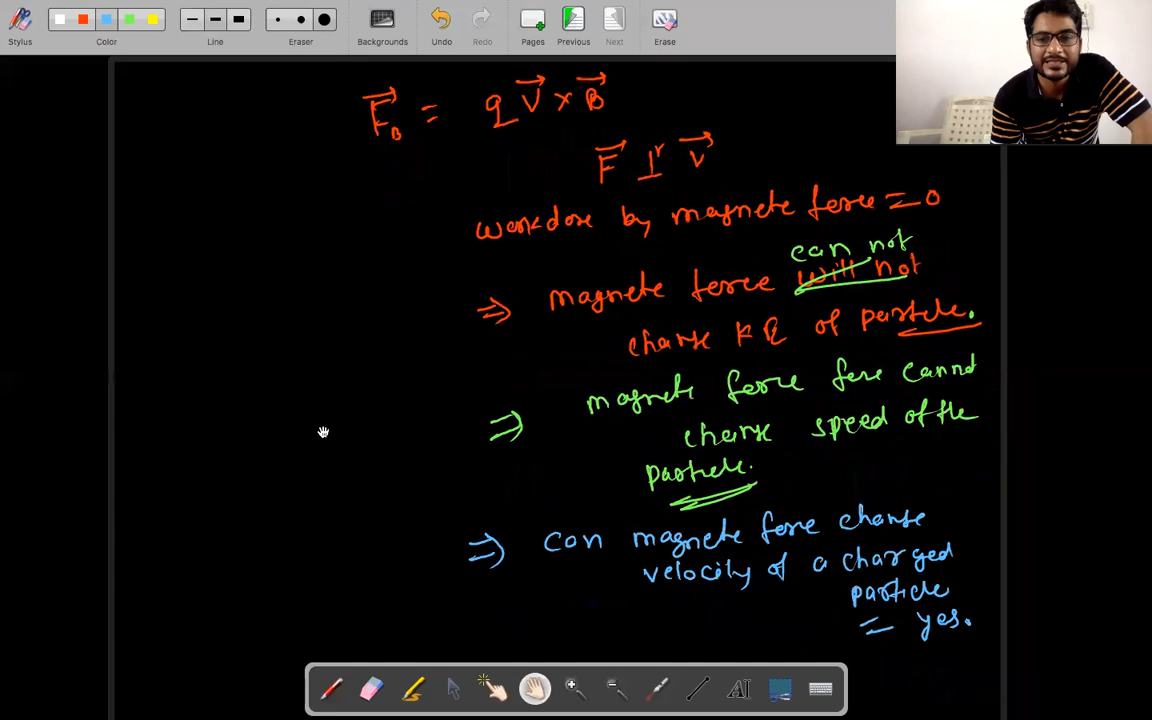 Stylus
Color
Line
Eraser
Backgrounds
Undo
Redo
Pages
Previous
Next
Erase
F_B = q V × B
F ⊥r V
workdone by magnetic force = 0
can not
⇒ magnetic force will not
change KE of particle.
⇒ magnetic force cannot
change speed of the
particle.
⇒ can magnetic force change
velocity of a charged
particle
= yes.